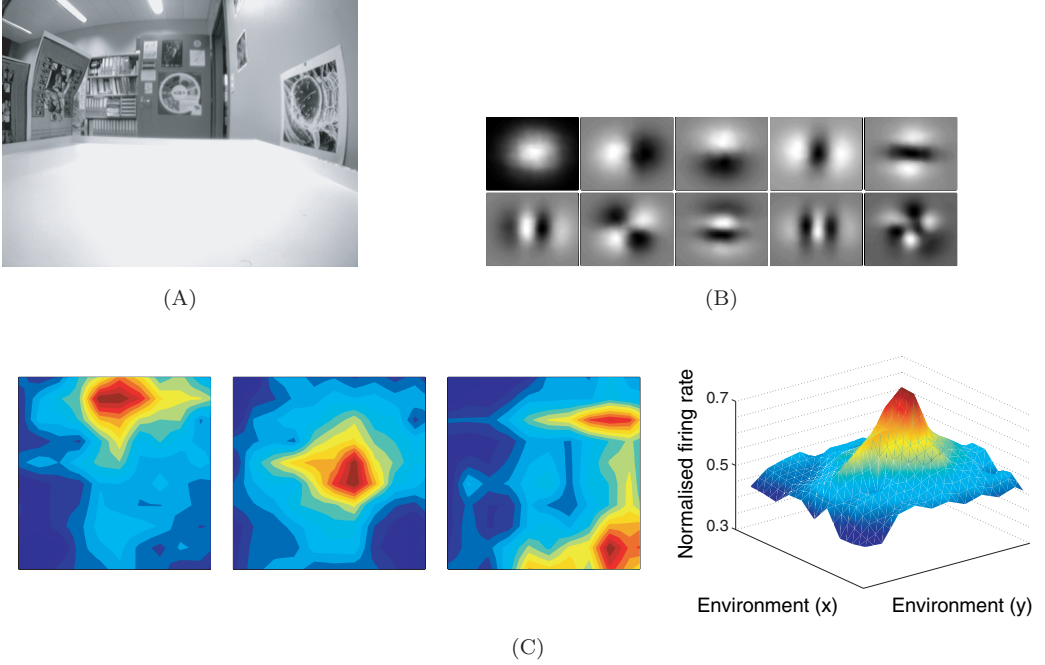 (A)
(B)
0.7
0.5
0.3
Normalised firing rate
Environment (x)
Environment (y)
(C)